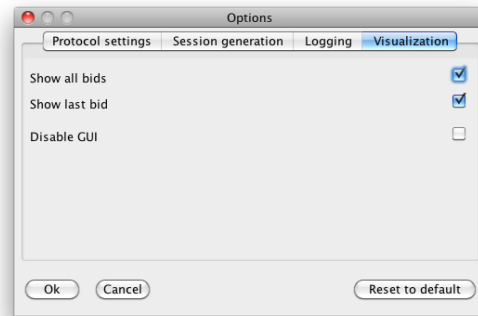 Options
Protocol settings Session generation Logging Visualization
Show all bids
Show last bid
Disable GUI
Ok Cancel Reset to default